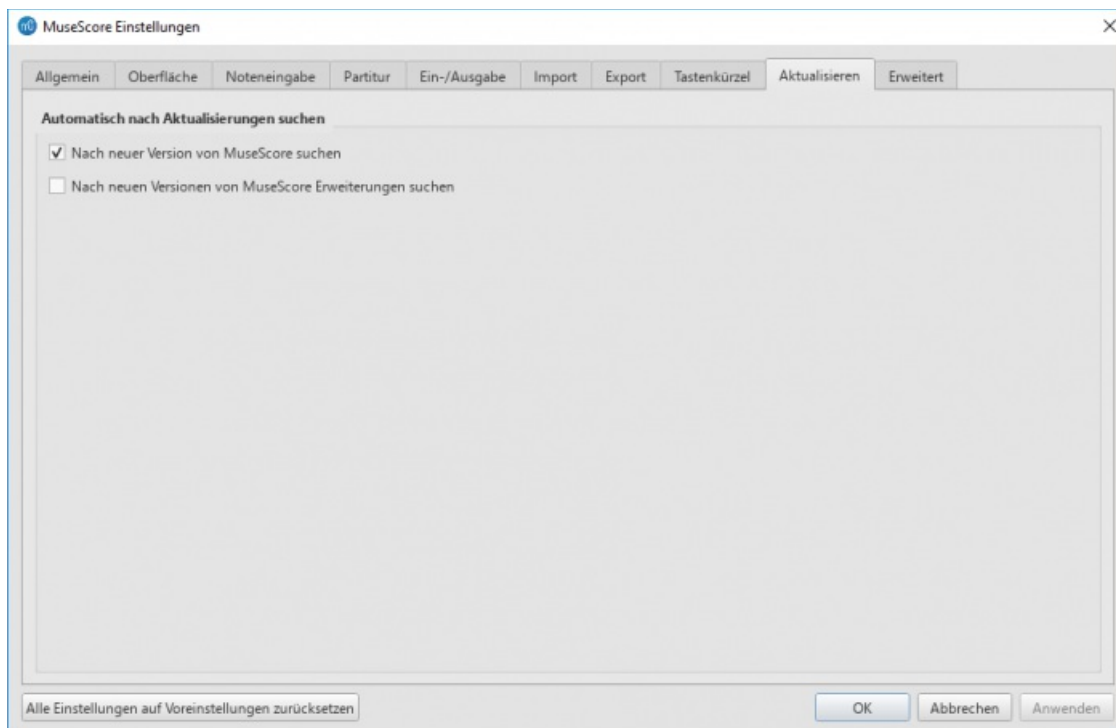 MuseScore Einstellungen
Allgemein Oberfläche Noteneingabe Partitur Ein-/Ausgabe Import Export Tastenkürzel Aktualisieren Erweitert
Automatisch nach Aktualisierungen suchen
Nach neuer Version von MuseScore suchen
Nach neuen Versionen von MuseScore Erweiterungen suchen
Alle Einstellungen auf Voreinstellungen zurücksetzen OK Abbrechen Anwenden